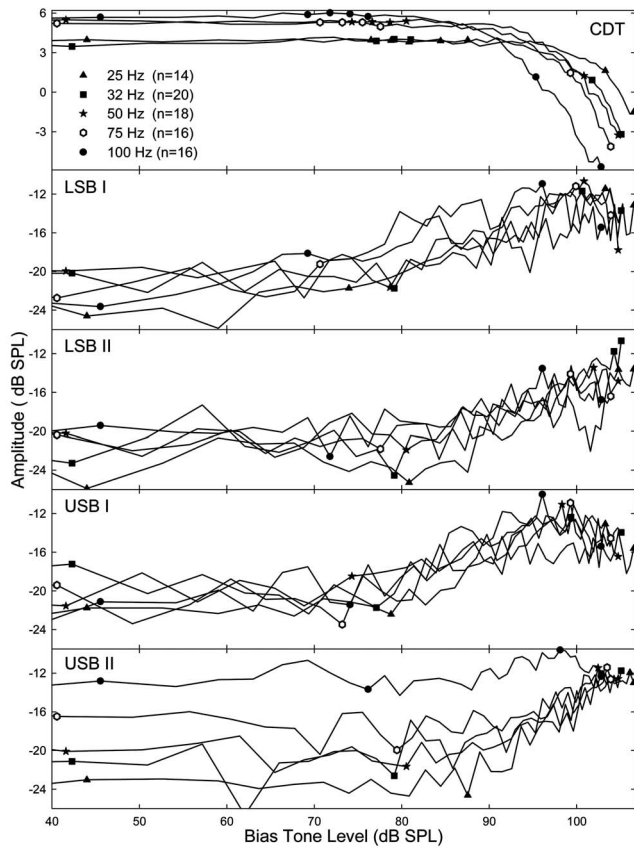 6
CDT
3
0
-3
25 Hz (n=14)
32 Hz (n=20)
50 Hz (n=18)
75 Hz (n=16)
100 Hz (n=16)
LSB I
-12
-16
-20
-24
LSB II
-12
-16
-20
-24
USB I
-12
-16
-20
-24
USB II
-12
-16
-20
-24
Amplitude ( dB SPL)
40 50 60 70 80 90 100
Bias Tone Level (dB SPL)